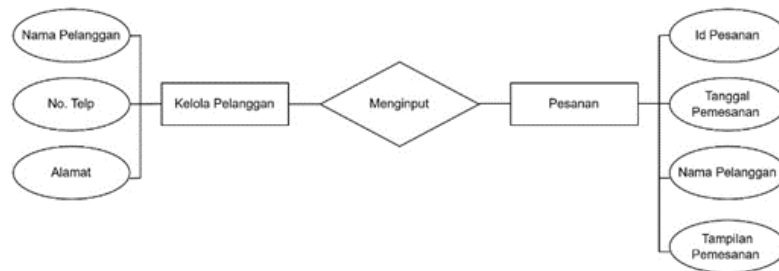 Nama Pelanggan
No. Telp
Alamat
Kelola Pelanggan
Menginput
Pesanan
Id Pesanan
Tanggal
Pemesanan
Nama Pelanggan
Tampilan
Pemesanan